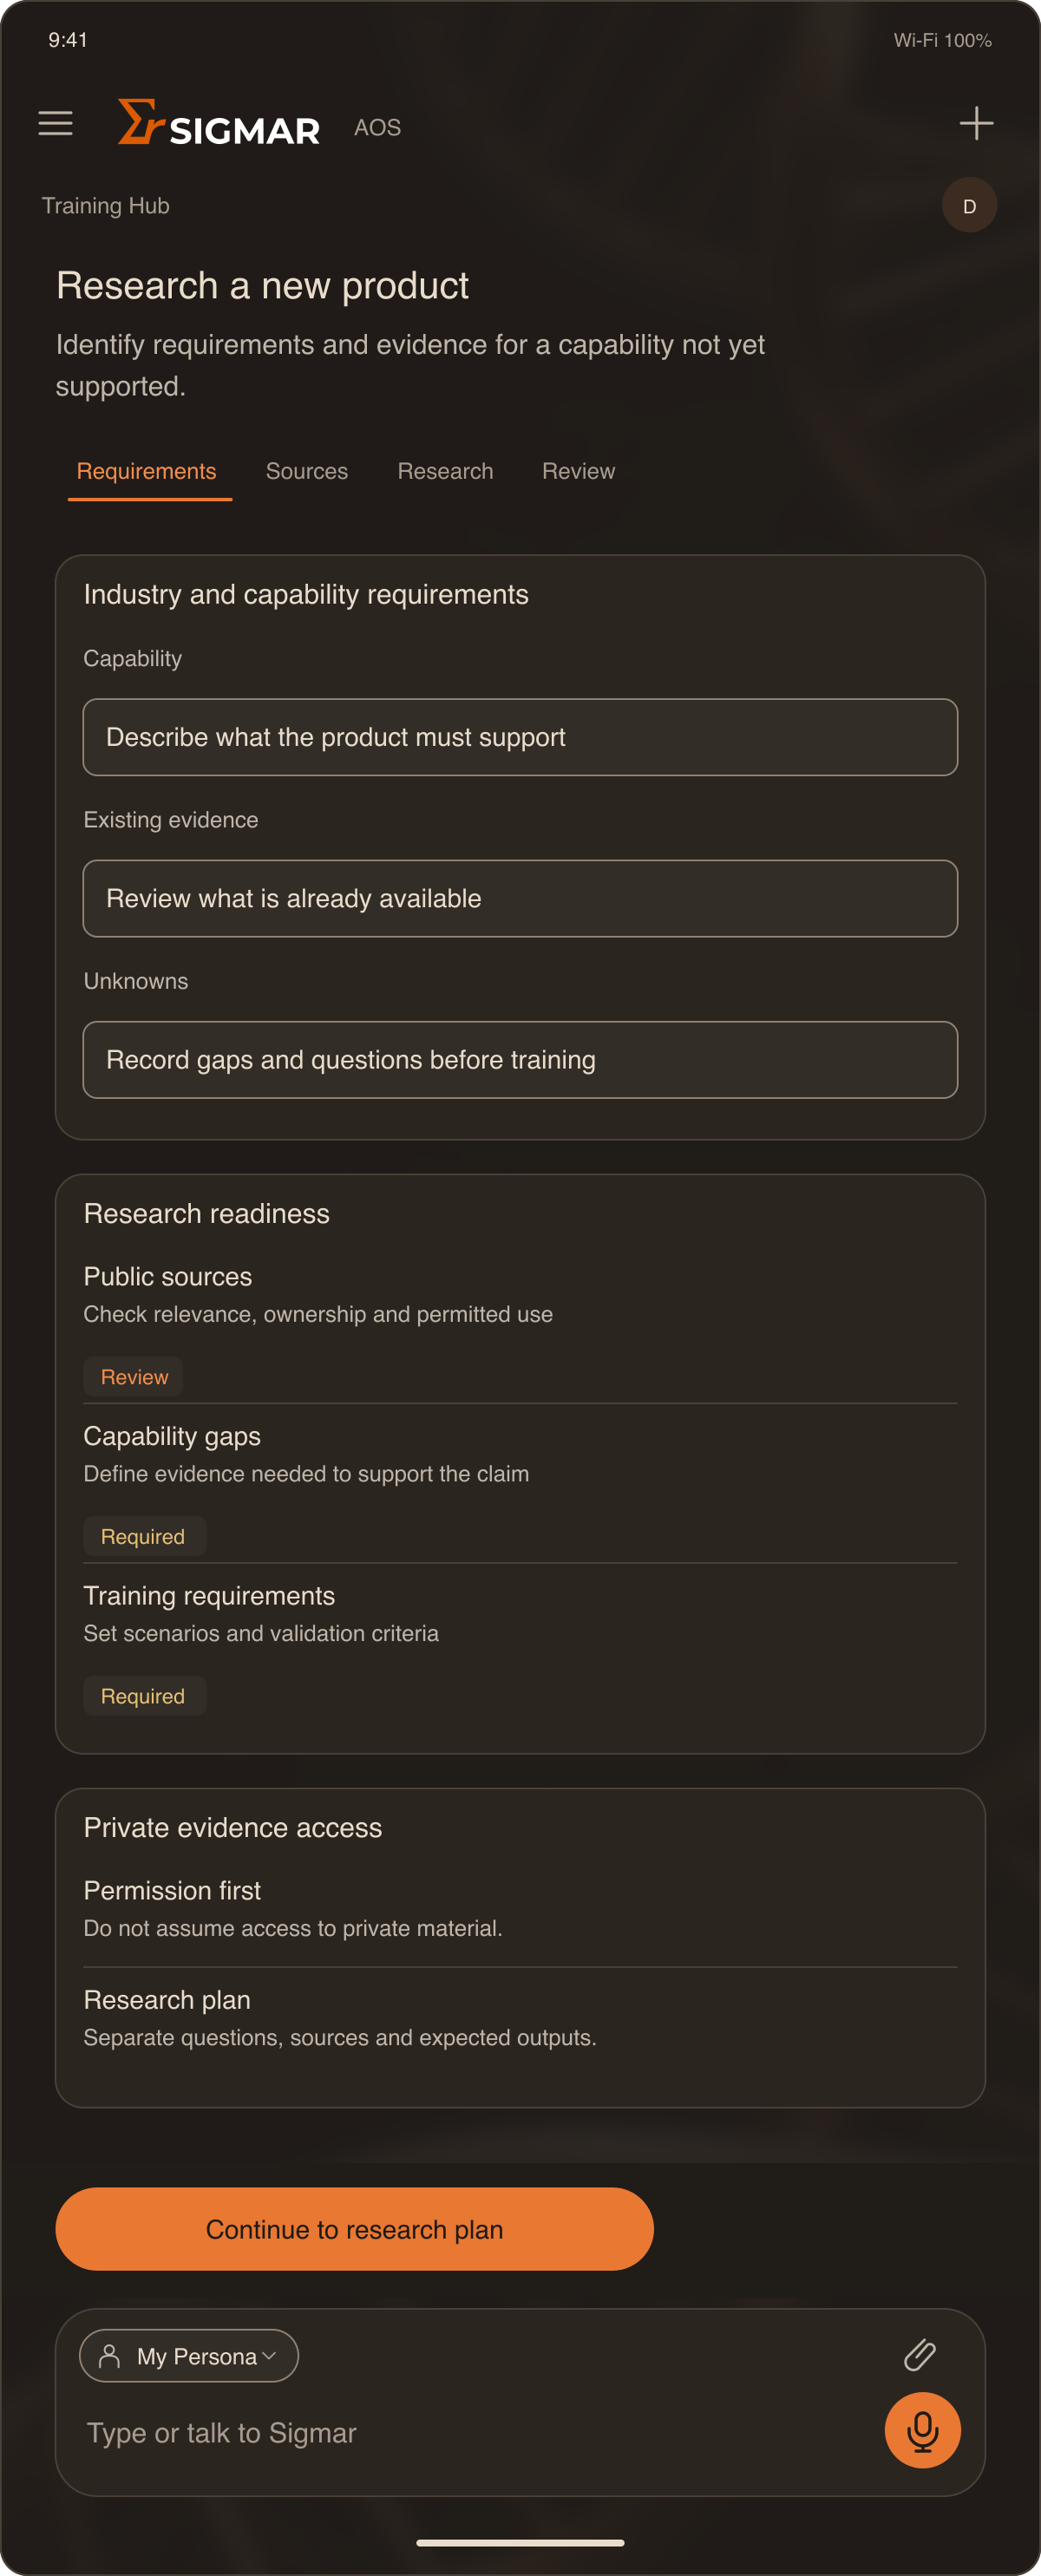 9:41
Wi-Fi 100%
Σr SIGMAR AOS
Training Hub
D
Research a new product
Identify requirements and evidence for a capability not yet
supported.
Requirements Sources Research Review
Industry and capability requirements
Capability
Describe what the product must support
Existing evidence
Review what is already available
Unknowns
Record gaps and questions before training
Research readiness
Public sources
Check relevance, ownership and permitted use
Review
Capability gaps
Define evidence needed to support the claim
Required
Training requirements
Set scenarios and validation criteria
Required
Private evidence access
Permission first
Do not assume access to private material.
Research plan
Separate questions, sources and expected outputs.
Continue to research plan
My Persona
Type or talk to Sigmar